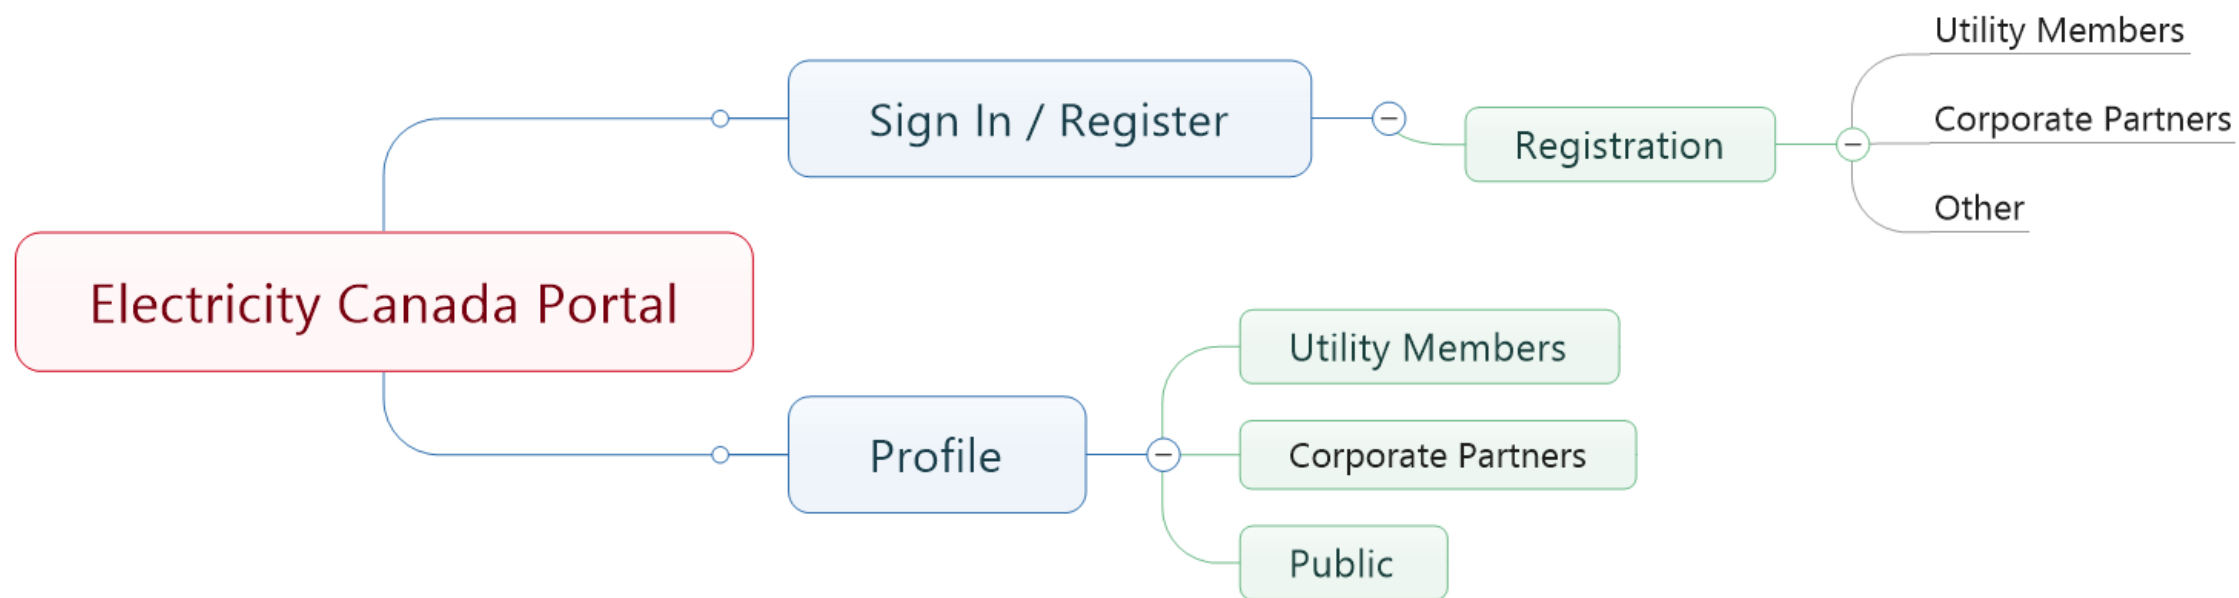 Utility Members
Sign In / Register
Corporate Partners
Registration
Other
Electricity Canada Portal
Utility Members
Profile
Corporate Partners
Public